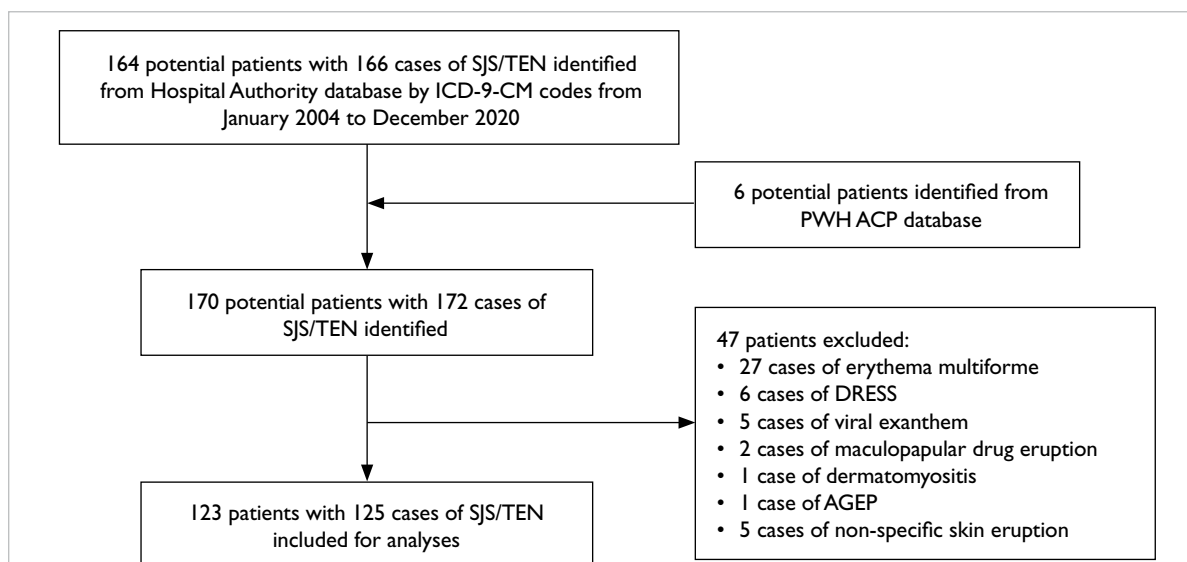 164 potential patients with 166 cases of SJS/TEN identified
from Hospital Authority database by ICD-9-CM codes from
January 2004 to December 2020
6 potential patients identified from
PWH ACP database
170 potential patients with 172 cases of
SJS/TEN identified
47 patients excluded:
• 27 cases of erythema multiforme
• 6 cases of DRESS
• 5 cases of viral exanthem
• 2 cases of maculopapular drug eruption
• 1 case of dermatomyositis
• 1 case of AGEP
• 5 cases of non-specific skin eruption
123 patients with 125 cases of SJS/TEN
included for analyses